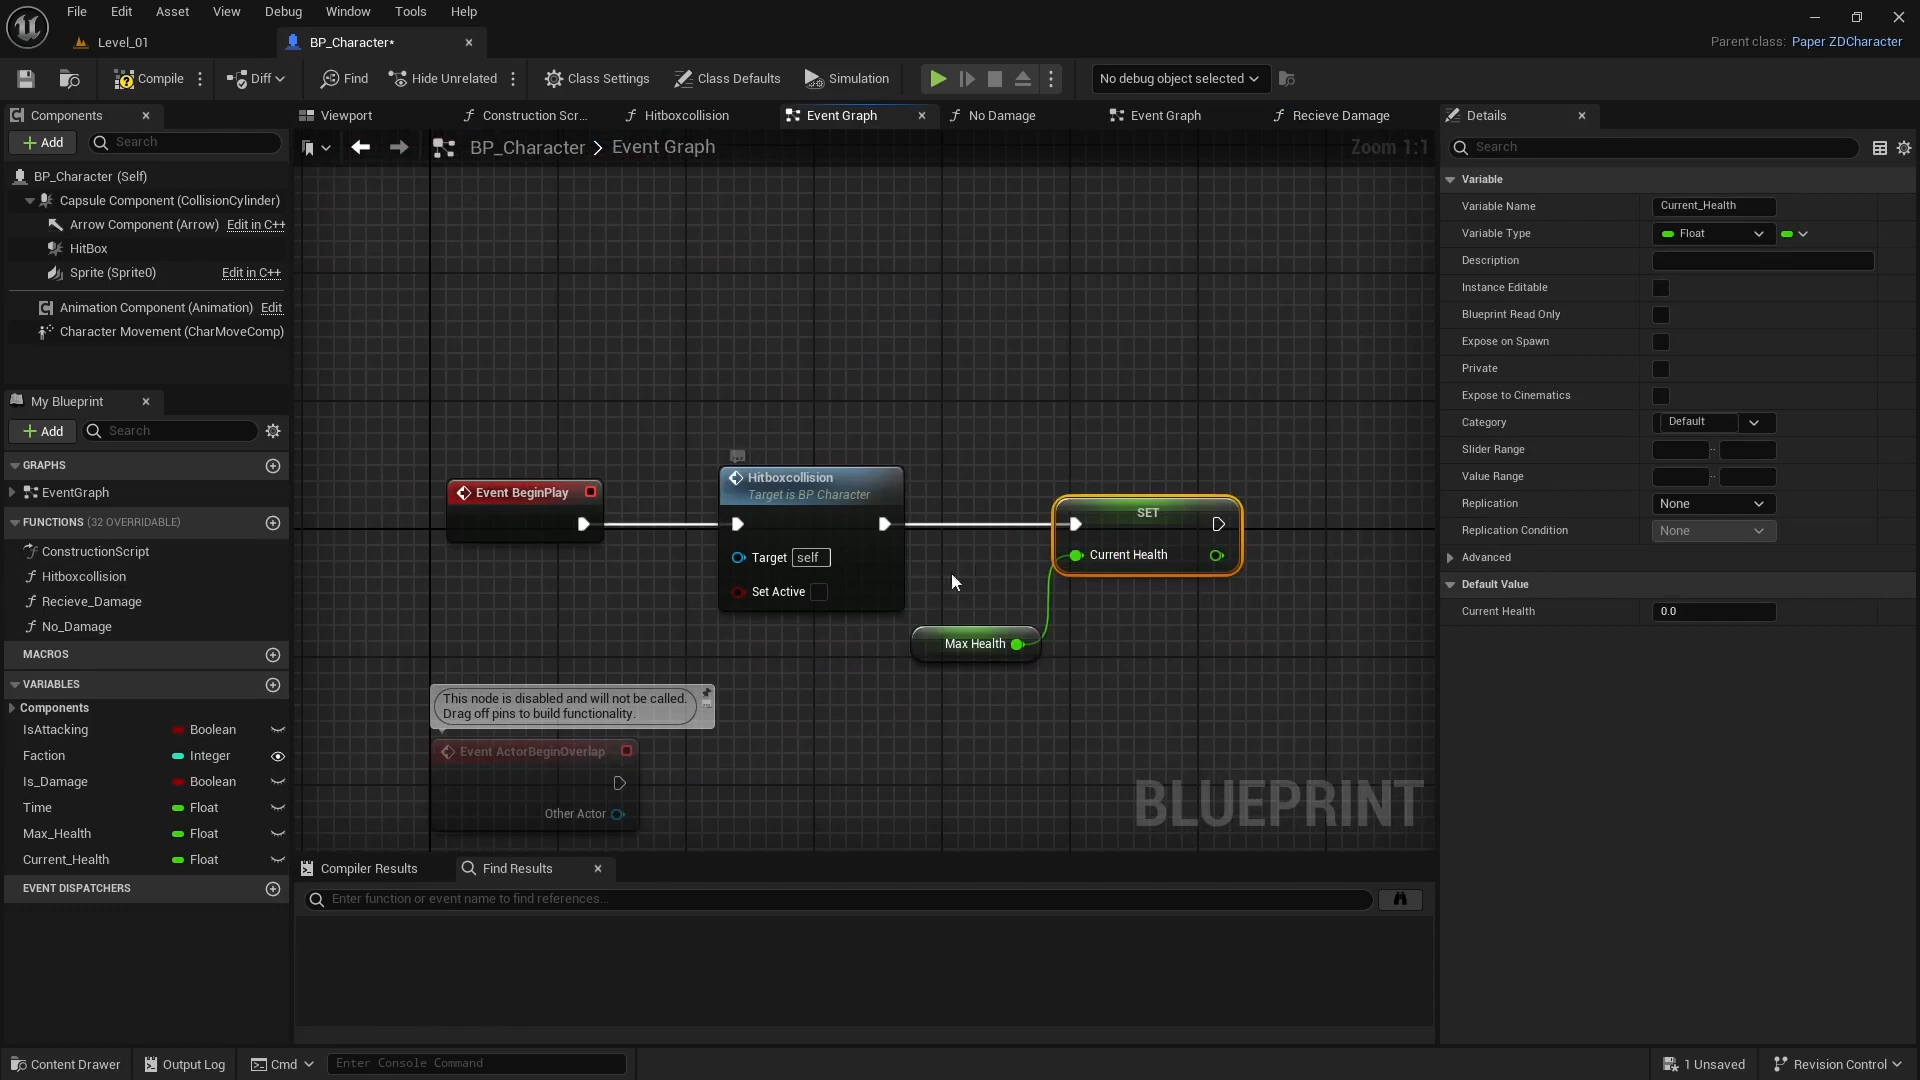 File Edit Asset View Debug Window Tools Help
Level_01
BP_Character*
Parent class: Paper ZDCharacter
Compile
Diff
Find
Hide Unrelated
Class Settings
Class Defaults
Simulation
No debug object selected
Components
Add
Search
BP_Character (Self)
Capsule Component (CollisionCylinder)
Arrow Component (Arrow) Edit in C++
HitBox
Sprite (Sprite0) Edit in C++
Animation Component (Animation) Edit
Character Movement (CharMoveComp)
My Blueprint
Add
Search
GRAPHS
EventGraph
FUNCTIONS (32 OVERRIDABLE)
ConstructionScript
Hitboxcollision
Recieve_Damage
No_Damage
MACROS
VARIABLES
Components
IsAttacking Boolean
Faction Integer
Is_Damage Boolean
Time Float
Max_Health Float
Current_Health Float
EVENT DISPATCHERS
Viewport
Construction Scr...
Hitboxcollision
Event Graph
No Damage
Event Graph
Recieve Damage
BP_Character > Event Graph
Zoom 1:1
Event BeginPlay
Hitboxcollision
Target is BP Character
Target self
Set Active
SET
Current Health
Max Health
This node is disabled and will not be called.
Drag off pins to build functionality.
Event ActorBeginOverlap
Other Actor
BLUEPRINT
Compiler Results
Find Results
Enter function or event name to find references...
Details
Search
Variable
Variable Name Current_Health
Variable Type Float
Description
Instance Editable
Blueprint Read Only
Expose on Spawn
Private
Expose to Cinematics
Category Default
Slider Range
Value Range
Replication None
Replication Condition None
Advanced
Default Value
Current Health 0.0
Content Drawer
Output Log
Cmd
Enter Console Command
1 Unsaved
Revision Control